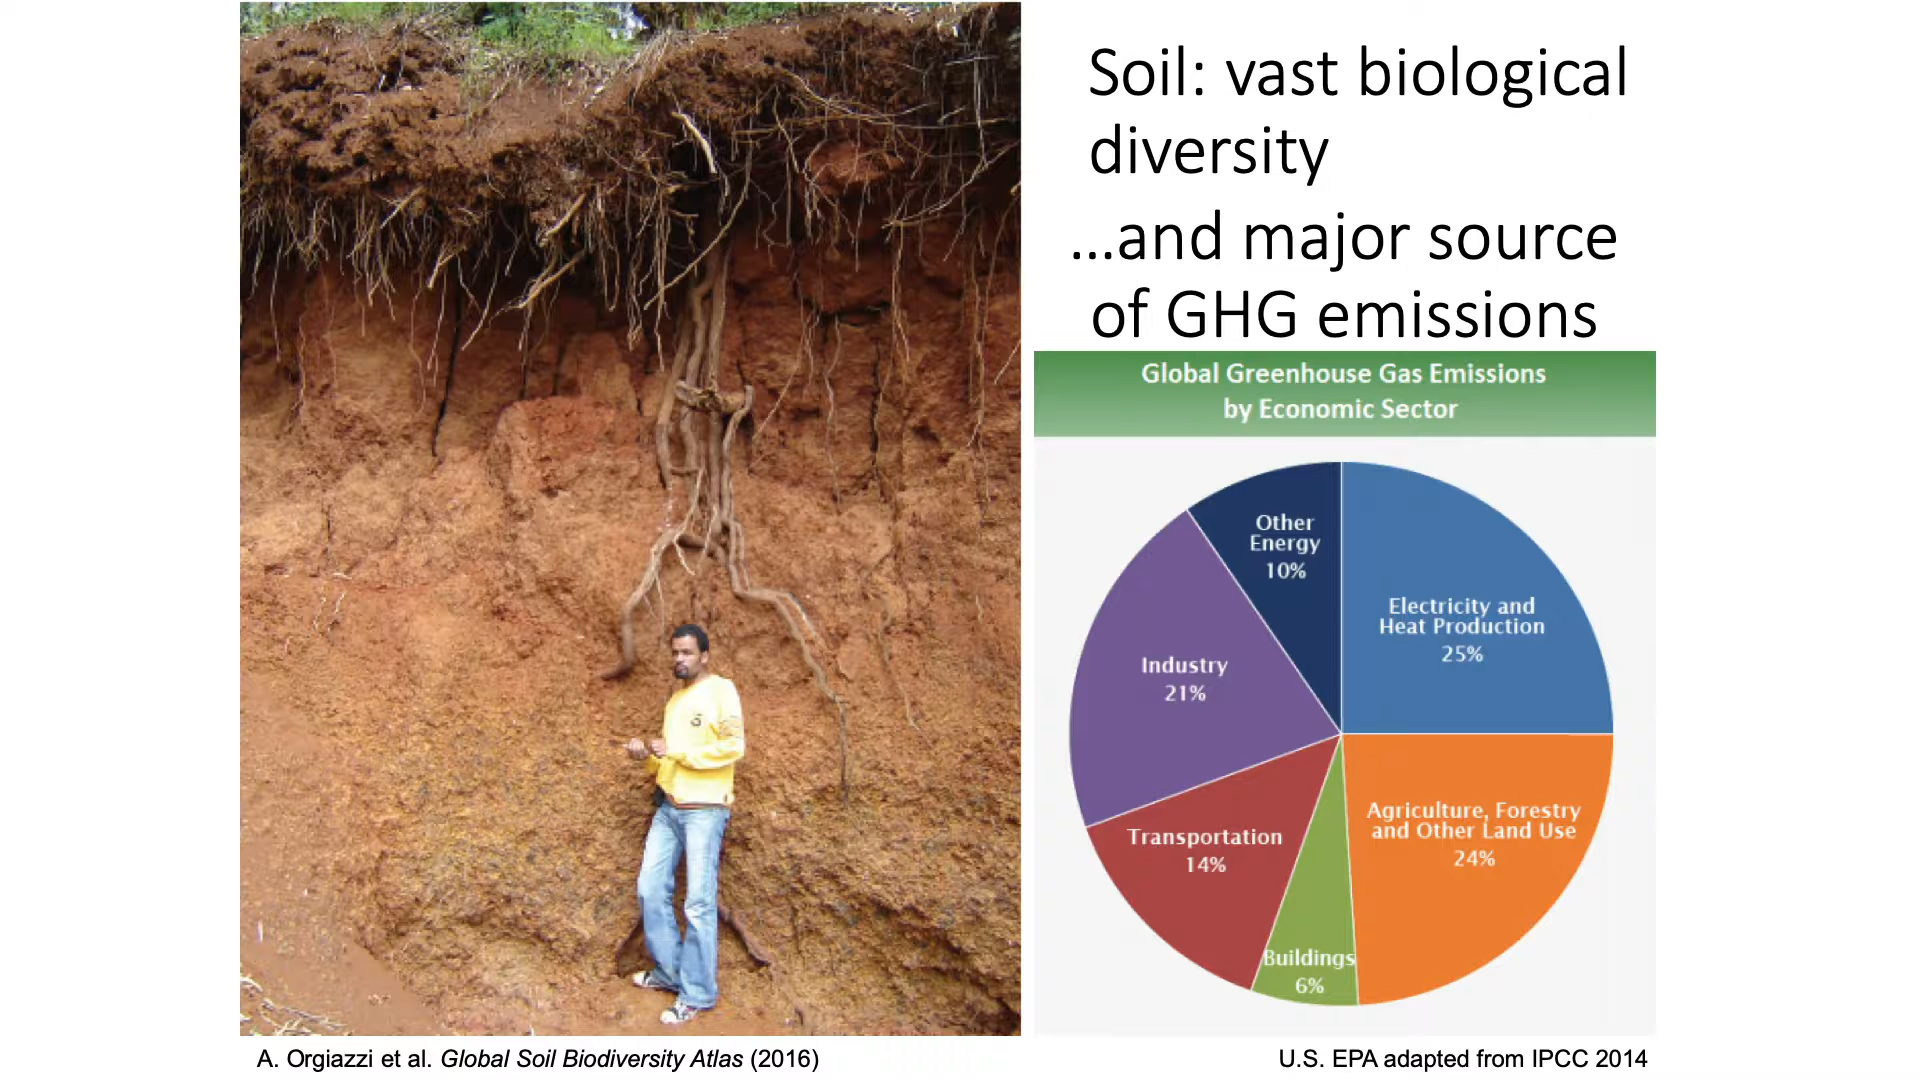 Soil: vast biological
diversity
...and major source
of GHG emissions
Global Greenhouse Gas Emissions
by Economic Sector
Other
Energy
10%
Electricity and
Heat Production
25%
Industry
21%
Agriculture, Forestry
and Other Land Use
24%
Transportation
14%
Buildings
6%
A. Orgiazzi et al. Global Soil Biodiversity Atlas (2016)
U.S. EPA adapted from IPCC 2014